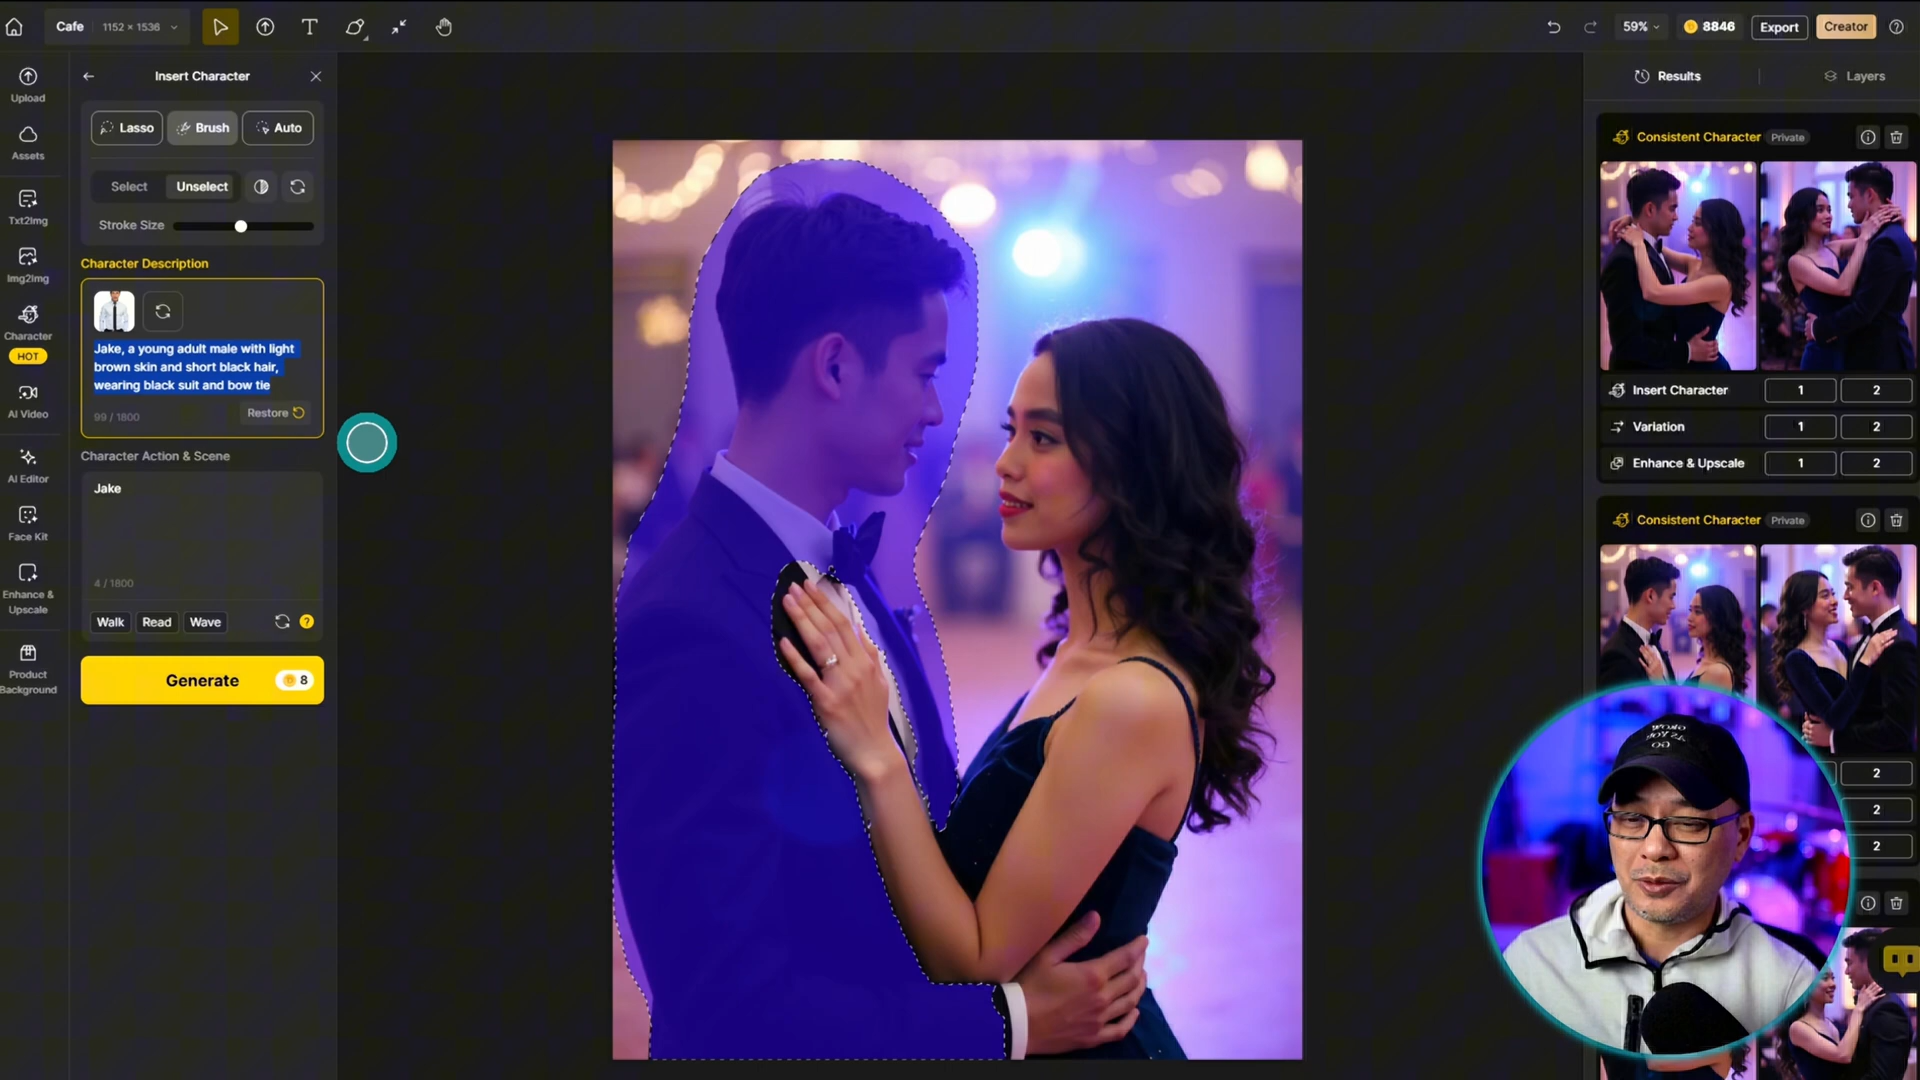 Cafe
1152 × 1536
59%
8846
Export
Creator
Upload
Assets
Txt2Img
Img2Img
Character
HOT
AI Video
AI Editor
Face Kit
Enhance &
Upscale
Product
Background
Insert Character
Lasso
Brush
Auto
Select
Unselect
Stroke Size
Character Description
Jake, a young adult male with light
brown skin and short black hair,
wearing black suit and bow tie
99 / 1800
Restore
Character Action & Scene
Jake
4 / 1800
Walk
Read
Wave
?
Generate
8
Results
Layers
Consistent Character
Private
Insert Character
1
2
Variation
1
2
Enhance & Upscale
1
2
Consistent Character
Private
2
2
2